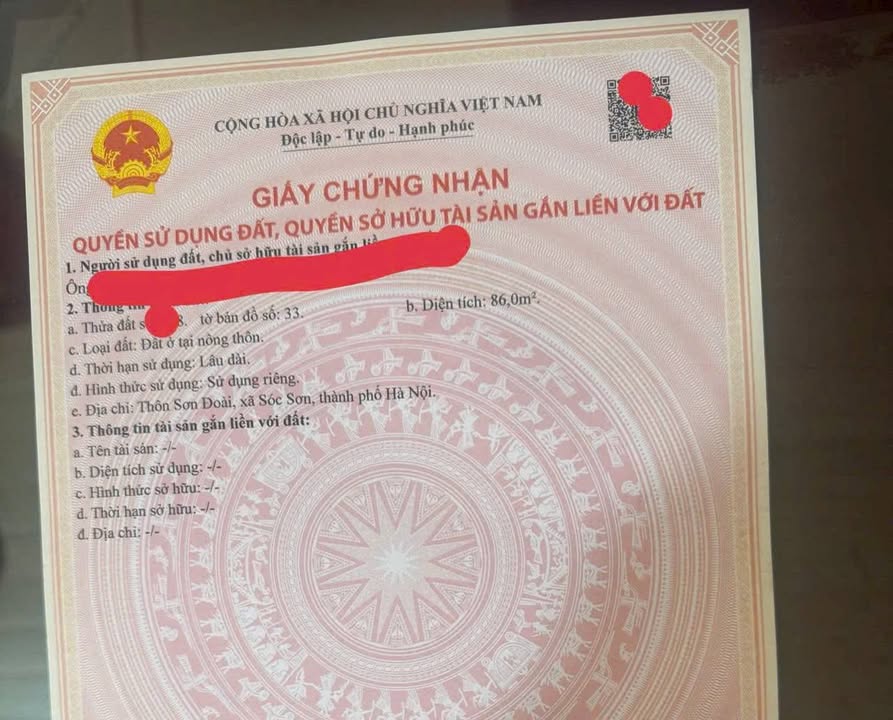 CỘNG HÒA XÃ HỘI CHỦ NGHĨA VIỆT NAM
Độc lập - Tự do - Hạnh phúc
GIẤY CHỨNG NHẬN
QUYỀN SỬ DỤNG ĐẤT, QUYỀN SỞ HỮU TÀI SẢN GẮN LIỀN VỚI ĐẤT
1. Người sử dụng đất, chủ sở hữu tài sản gắn
Ông
2. Thông
a. Thửa đất tờ bản đồ số: 33. b. Diện tích: 86,0m².
c. Loại đất: Đất ở tại nông thôn.
d. Thời hạn sử dụng: Lâu dài.
đ. Hình thức sử dụng: Sử dụng riêng.
e. Địa chỉ: Thôn Sơn Đoài, xã Sóc Sơn, thành phố Hà Nội.
3. Thông tin tài sản gắn liền với đất:
a. Tên tài sản: -/-
b. Diện tích sử dụng: -/-
c. Hình thức sở hữu: -/-
d. Thời hạn sở hữu: -/-
đ. Địa chỉ: -/-